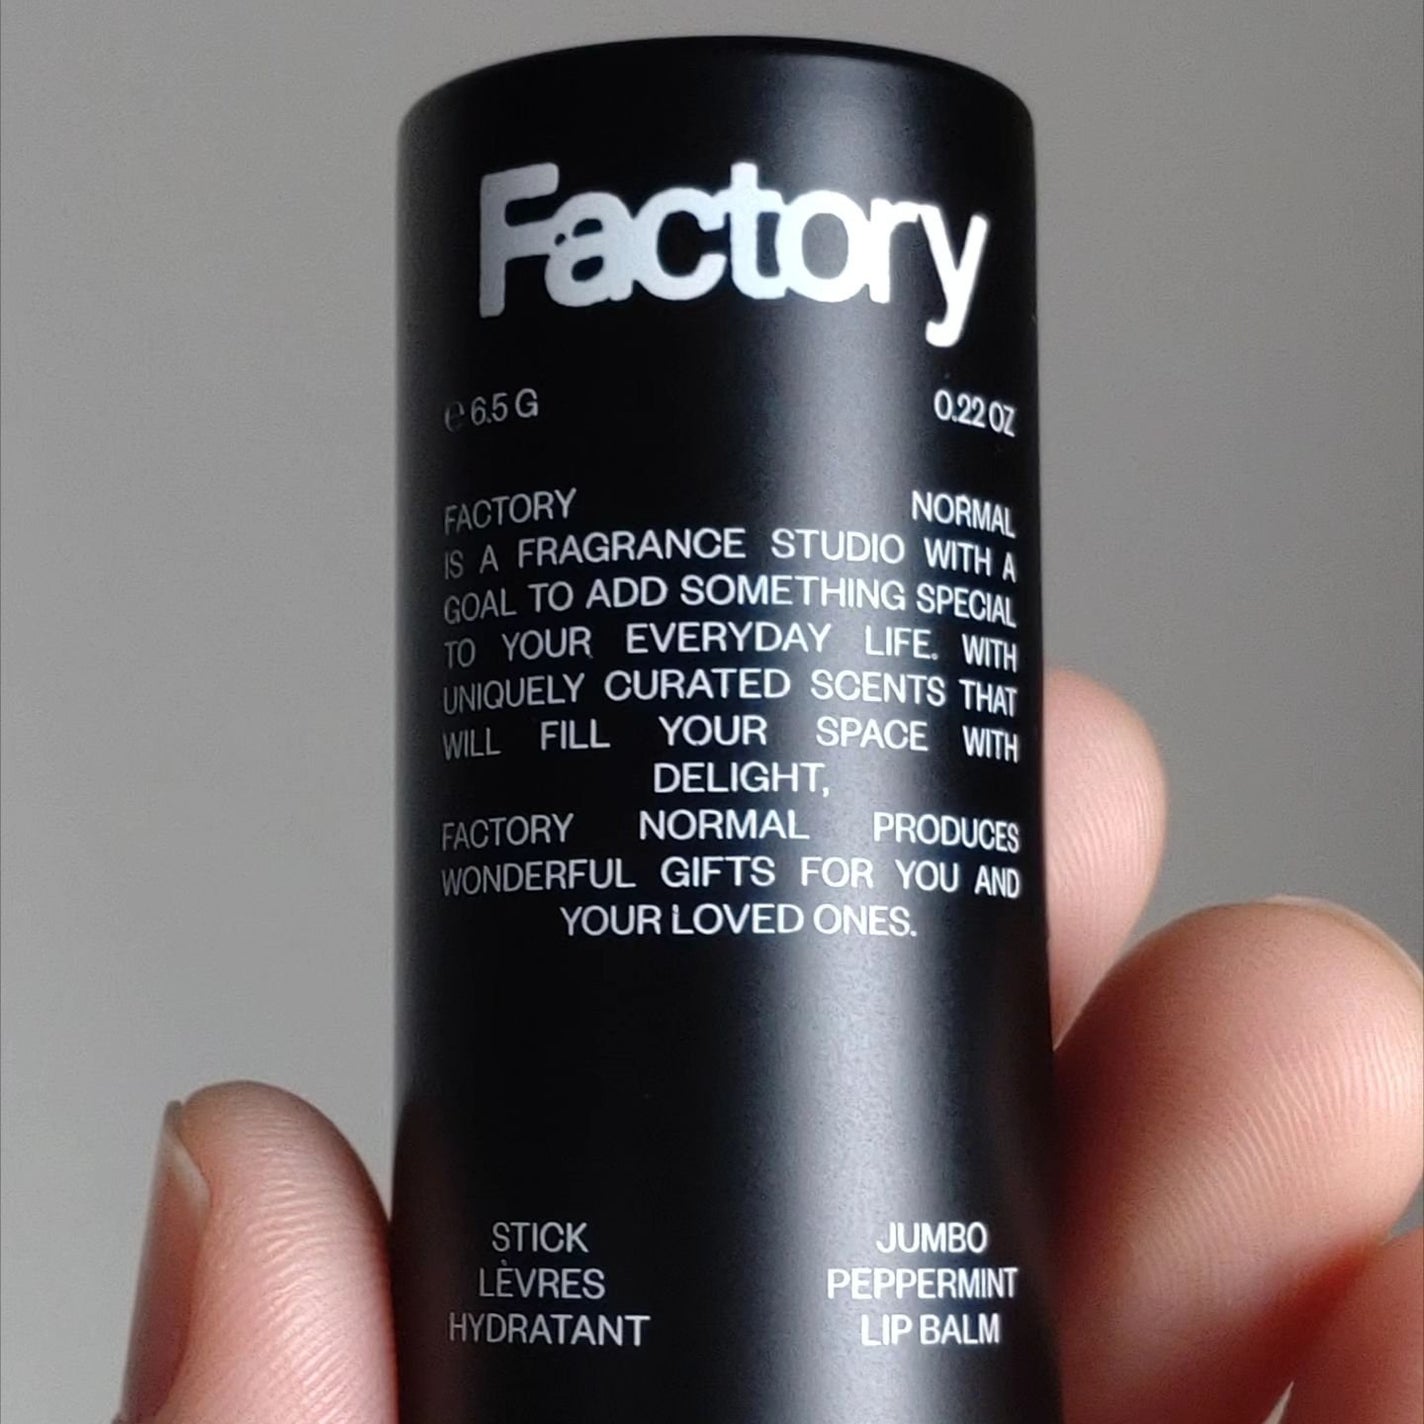 Factory
℮ 6.5 G 0.22 OZ
FACTORY NORMAL
IS A FRAGRANCE STUDIO WITH A
GOAL TO ADD SOMETHING SPECIAL
TO YOUR EVERYDAY LIFE. WITH
UNIQUELY CURATED SCENTS THAT
WILL FILL YOUR SPACE WITH
DELIGHT,
FACTORY NORMAL PRODUCES
WONDERFUL GIFTS FOR YOU AND
YOUR LOVED ONES.
STICK
LÈVRES
HYDRATANT
JUMBO
PEPPERMINT
LIP BALM